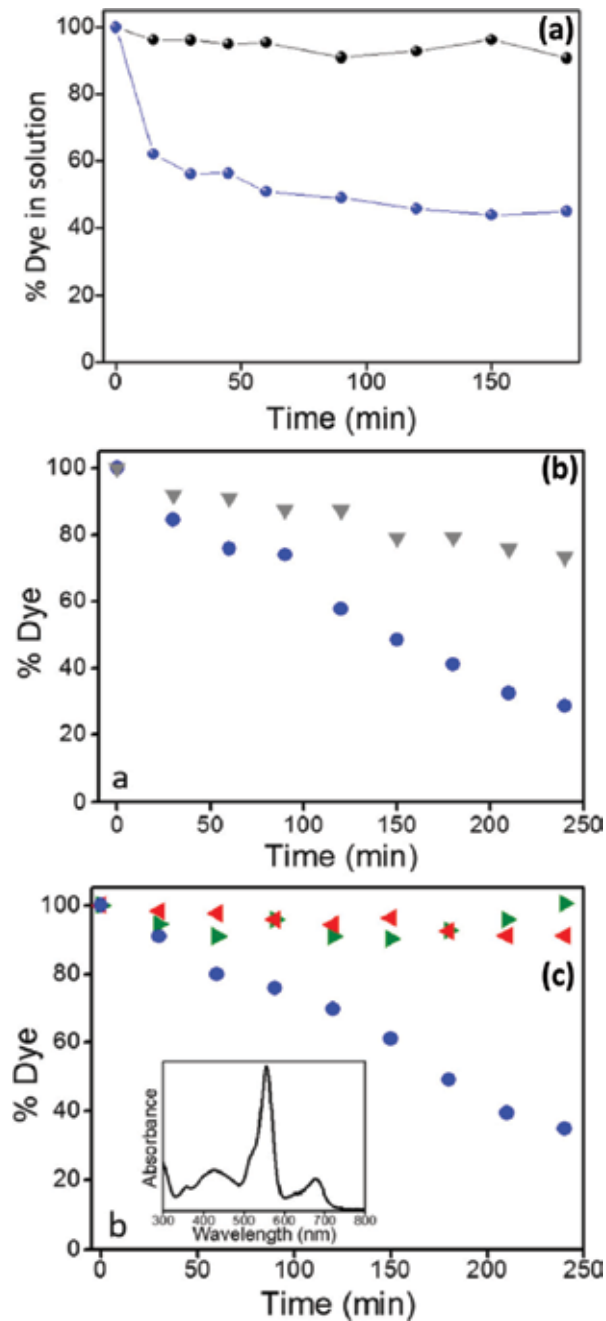 (a)
100
80
60
40
20
0
% Dye in solution
0 50 100 150
Time (min)
(b)
100
80
60
40
20
0
% Dye
a
0 50 100 150 200 250
Time (min)
(c)
100
80
60
40
20
0
% Dye
Absorbance
300 400 500 600 700 800
Wavelength (nm)
b
0 50 100 150 200 250
Time (min)